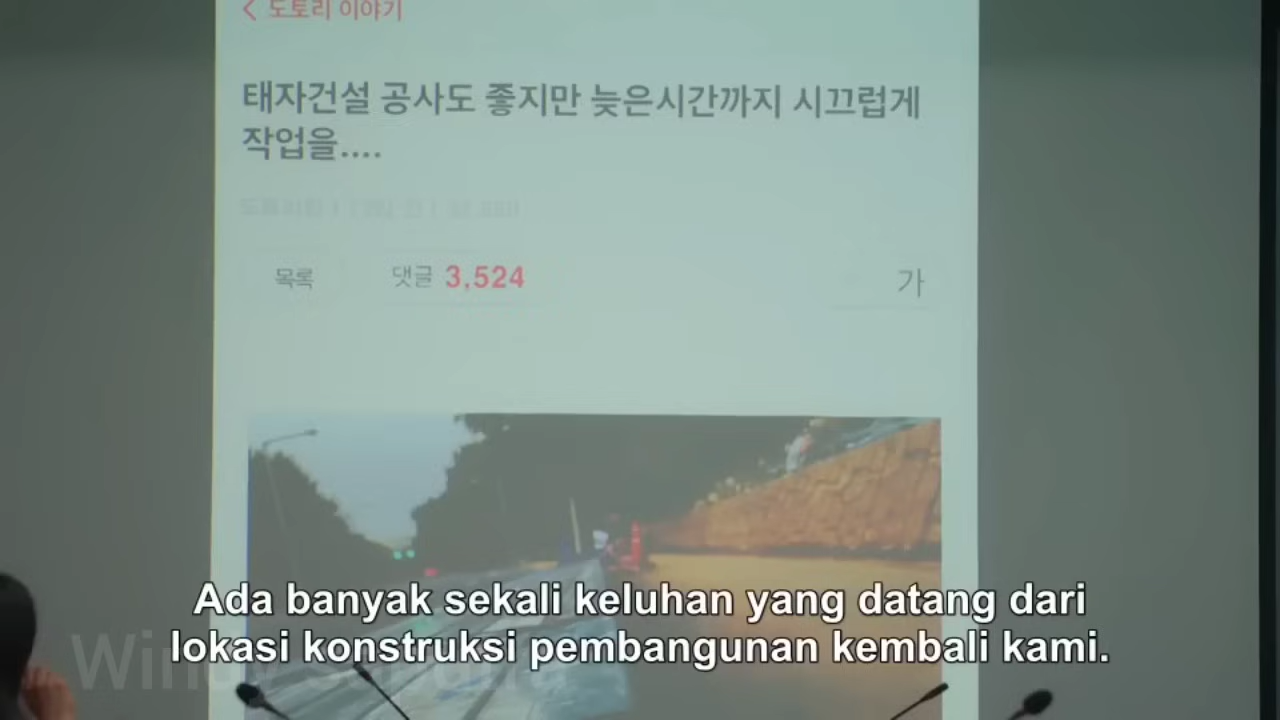 < 도토리 이야기
태자건설 공사도 좋지만 늦은시간까지 시끄럽게
작업을....
목록 댓글 3,524 가
Ada banyak sekali keluhan yang datang dari
lokasi konstruksi pembangunan kembali kami.